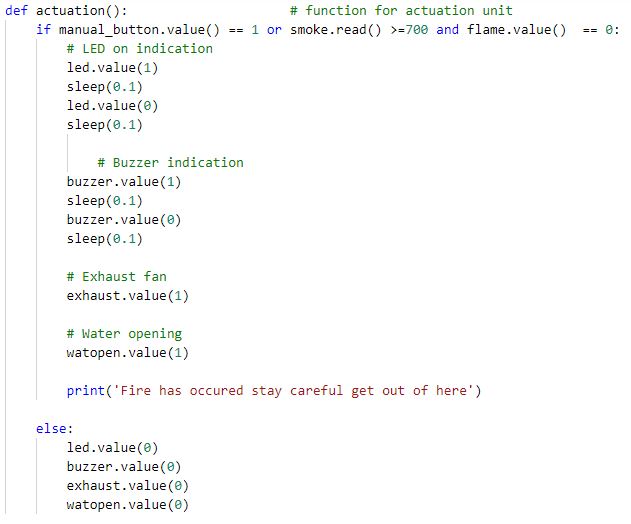 def actuation():                     # function for actuation unit
    if manual_button.value() == 1 or smoke.read() >=700 and flame.value()  == 0:
        # LED on indication
        led.value(1)
        sleep(0.1)
        led.value(0)
        sleep(0.1)

            # Buzzer indication
        buzzer.value(1)
        sleep(0.1)
        buzzer.value(0)
        sleep(0.1)

        # Exhaust fan
        exhaust.value(1)

        # Water opening
        watopen.value(1)

        print('Fire has occured stay careful get out of here')

    else:
        led.value(0)
        buzzer.value(0)
        exhaust.value(0)
        watopen.value(0)